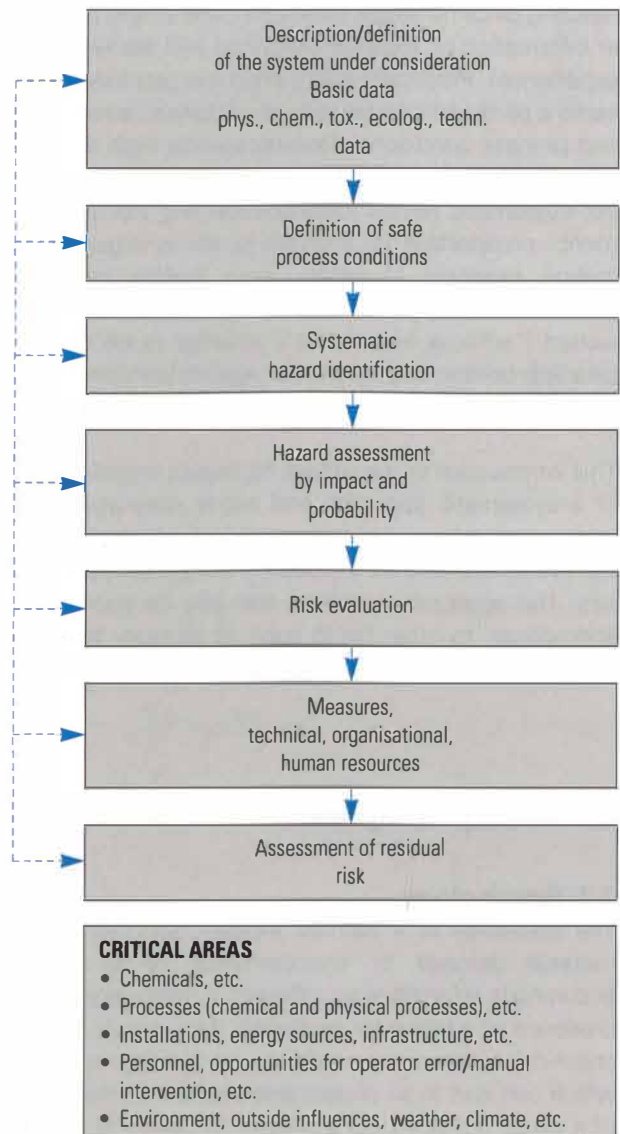 Description/definition
of the system under consideration
Basic data
phys., chem., tox., ecolog., techn.
data
Definition of safe
process conditions
Systematic
hazard identification
Hazard assessment
by impact and
probability
Risk evaluation
Measures,
technical, organisational,
human resources
Assessment of residual
risk
CRITICAL AREAS
• Chemicals, etc.
• Processes (chemical and physical processes), etc.
• Installations, energy sources, infrastructure, etc.
• Personnel, opportunities for operator error/manual
intervention, etc.
• Environment, outside influences, weather, climate, etc.